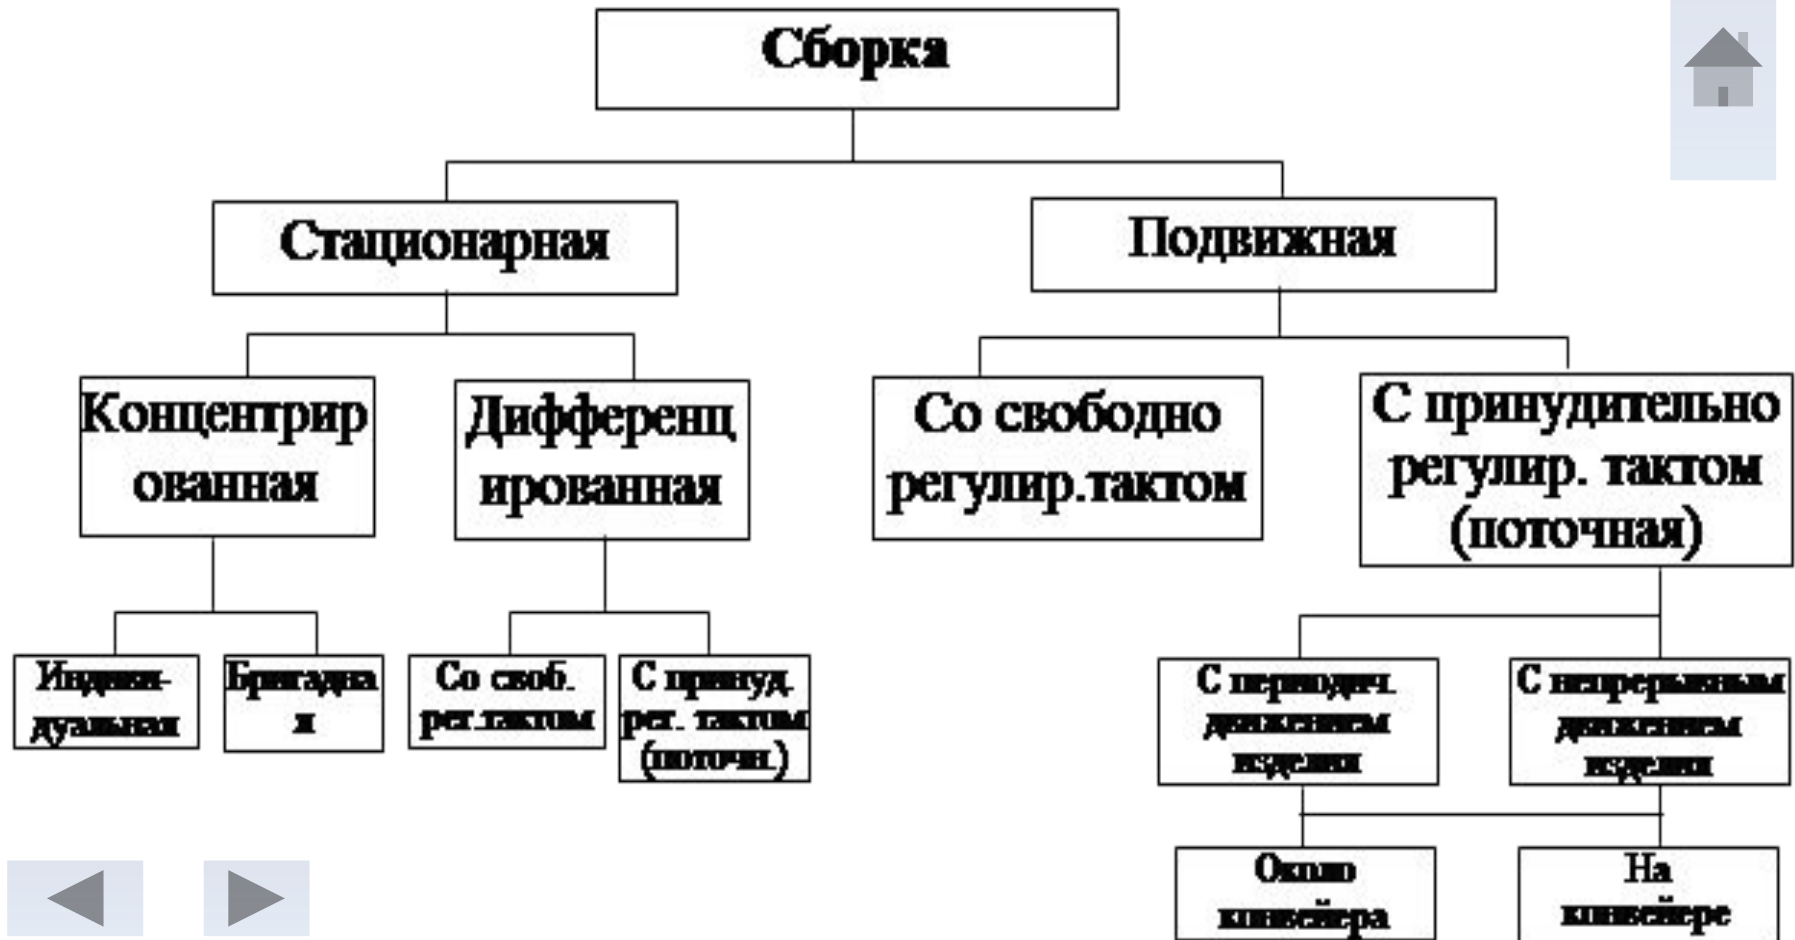 Сборка
Стационарная
Подвижная
Концентрир
ованная
Дифференц
ированная
Со свободно
регулир.тактом
С принудительно
регулир. тактом
(поточная)
Индиви-
дуальная
Бригадна
я
Со своб.
рег.тактом
С принуд.
рег. тактом
(поточн.)
С периодич.
движением
изделия
С непрерывным
движением
изделия
Около
конвейера
На
конвейере